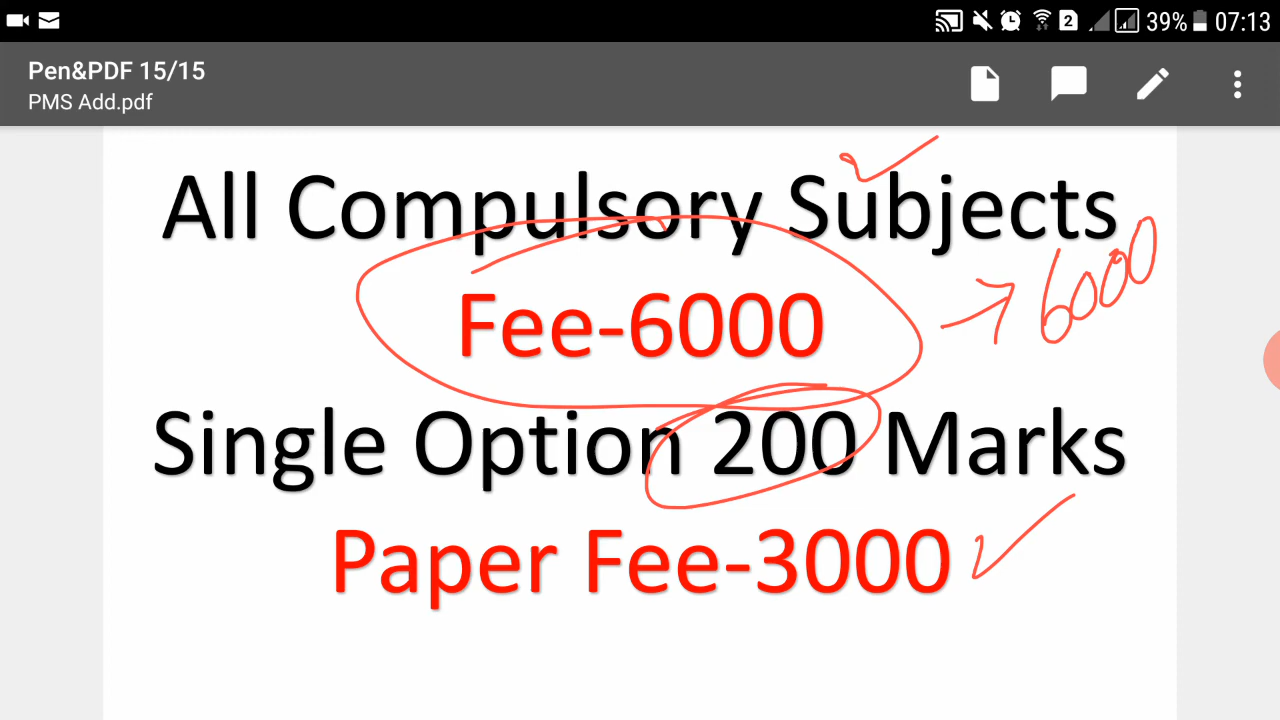 39% 07:13
Pen&PDF 15/15
PMS Add.pdf
All Compulsory Subjects
Fee-6000
6000
Single Option 200 Marks
Paper Fee-3000